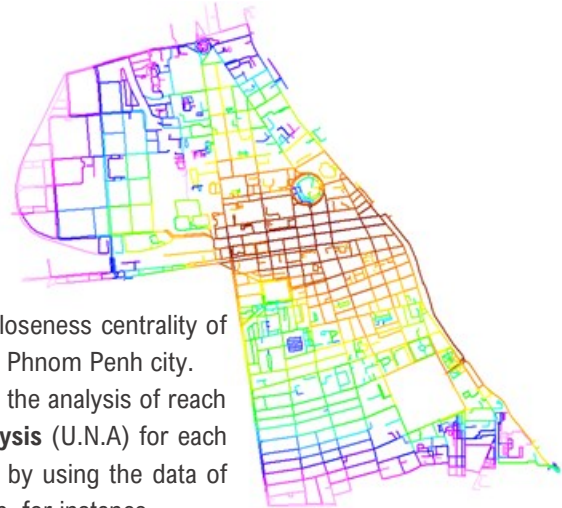 loseness centrality of
Phnom Penh city.
the analysis of reach
ysis (U.N.A) for each
by using the data of
for instance